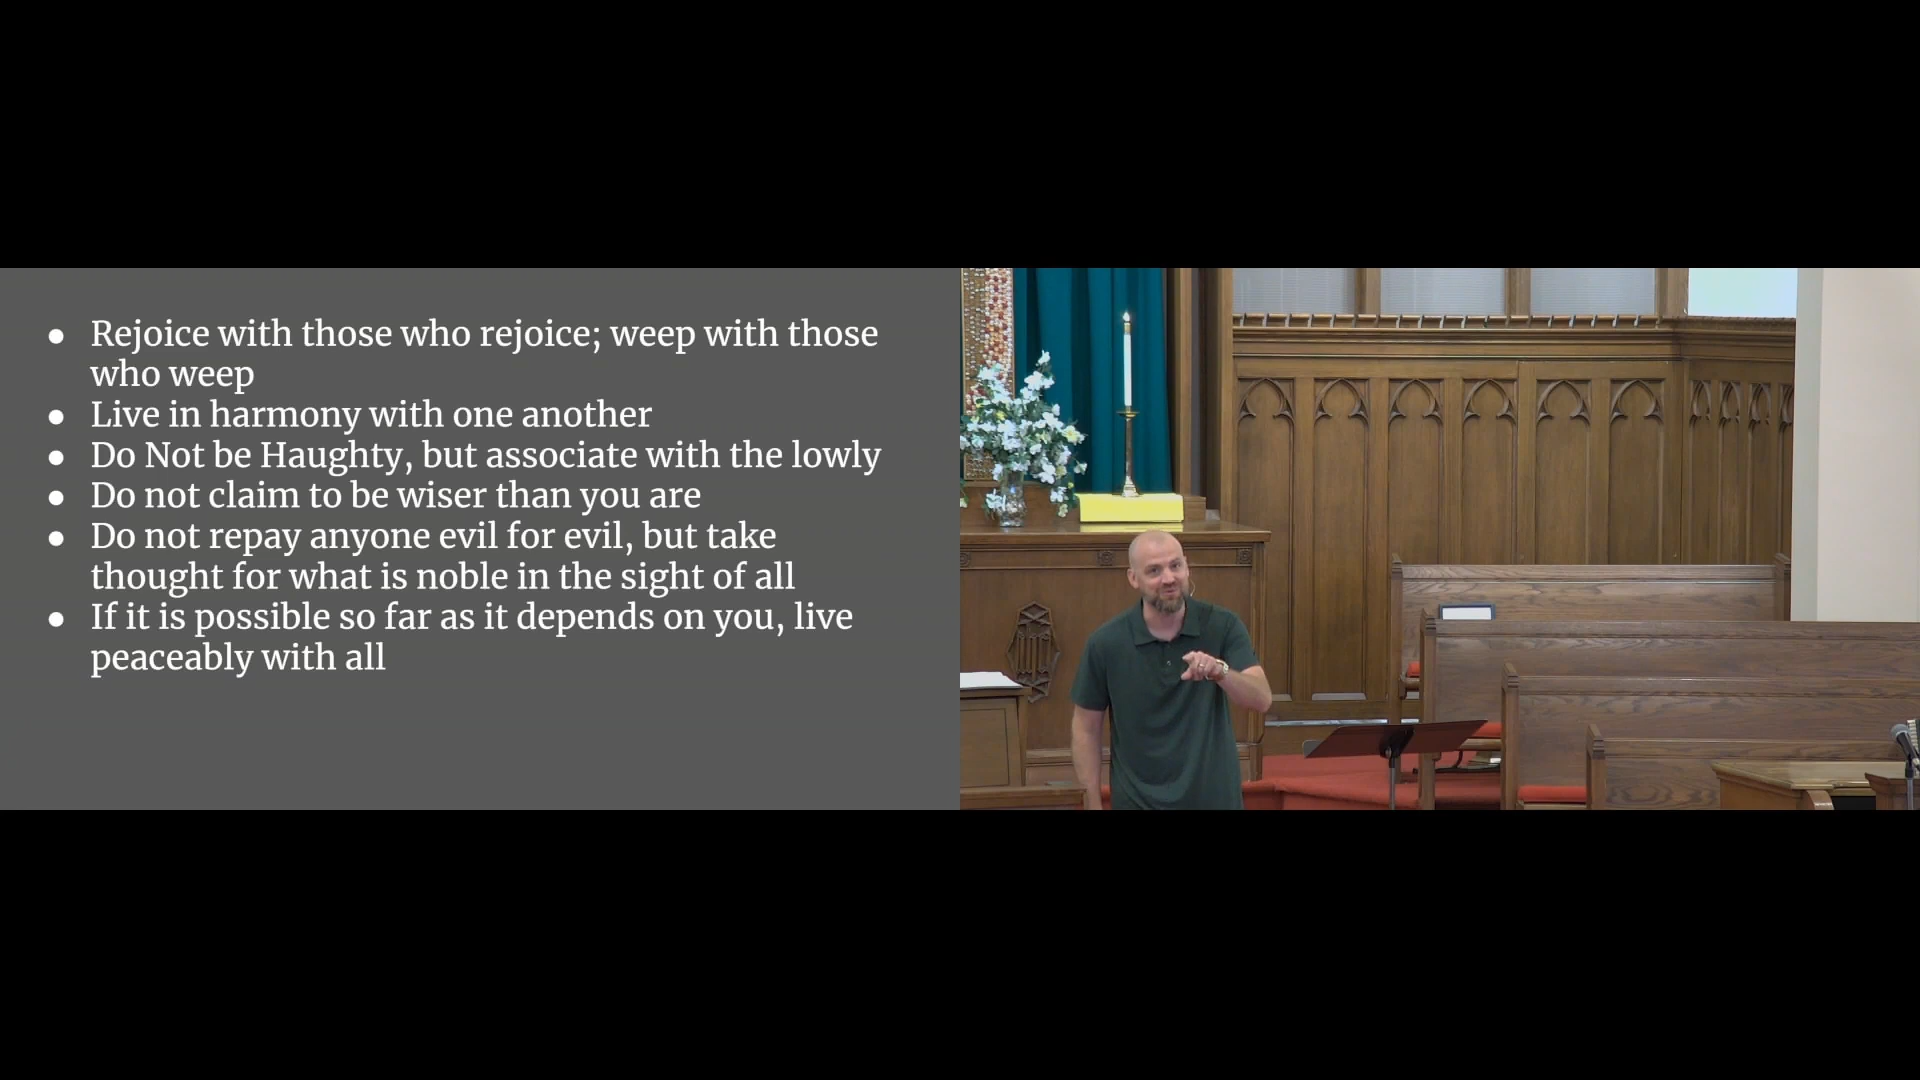 ● Rejoice with those who rejoice; weep with those
who weep
● Live in harmony with one another
● Do Not be Haughty, but associate with the lowly
● Do not claim to be wiser than you are
● Do not repay anyone evil for evil, but take
thought for what is noble in the sight of all
● If it is possible so far as it depends on you, live
peaceably with all